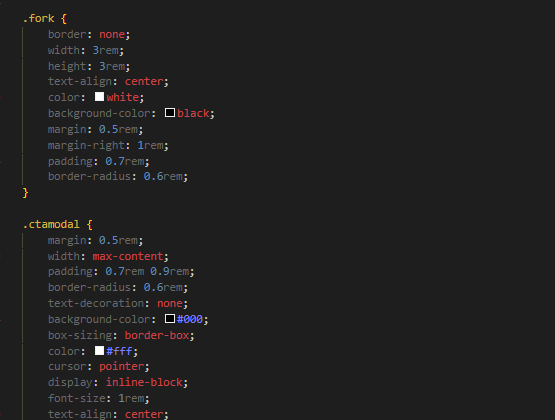 .fork {
border: none;
width: 3rem;
height: 3rem;
text-align: center;
color: white;
background-color: black;
margin: 0.5rem;
margin-right: 1rem;
padding: 0.7rem;
border-radius: 0.6rem;
}
.ctamodal {
margin: 0.5rem;
width: max-content;
padding: 0.7rem 0.9rem;
border-radius: 0.6rem;
text-decoration: none;
background-color: #000;
box-sizing: border-box;
color: #fff;
cursor: pointer;
display: inline-block;
font-size: 1rem;
text-align: center;